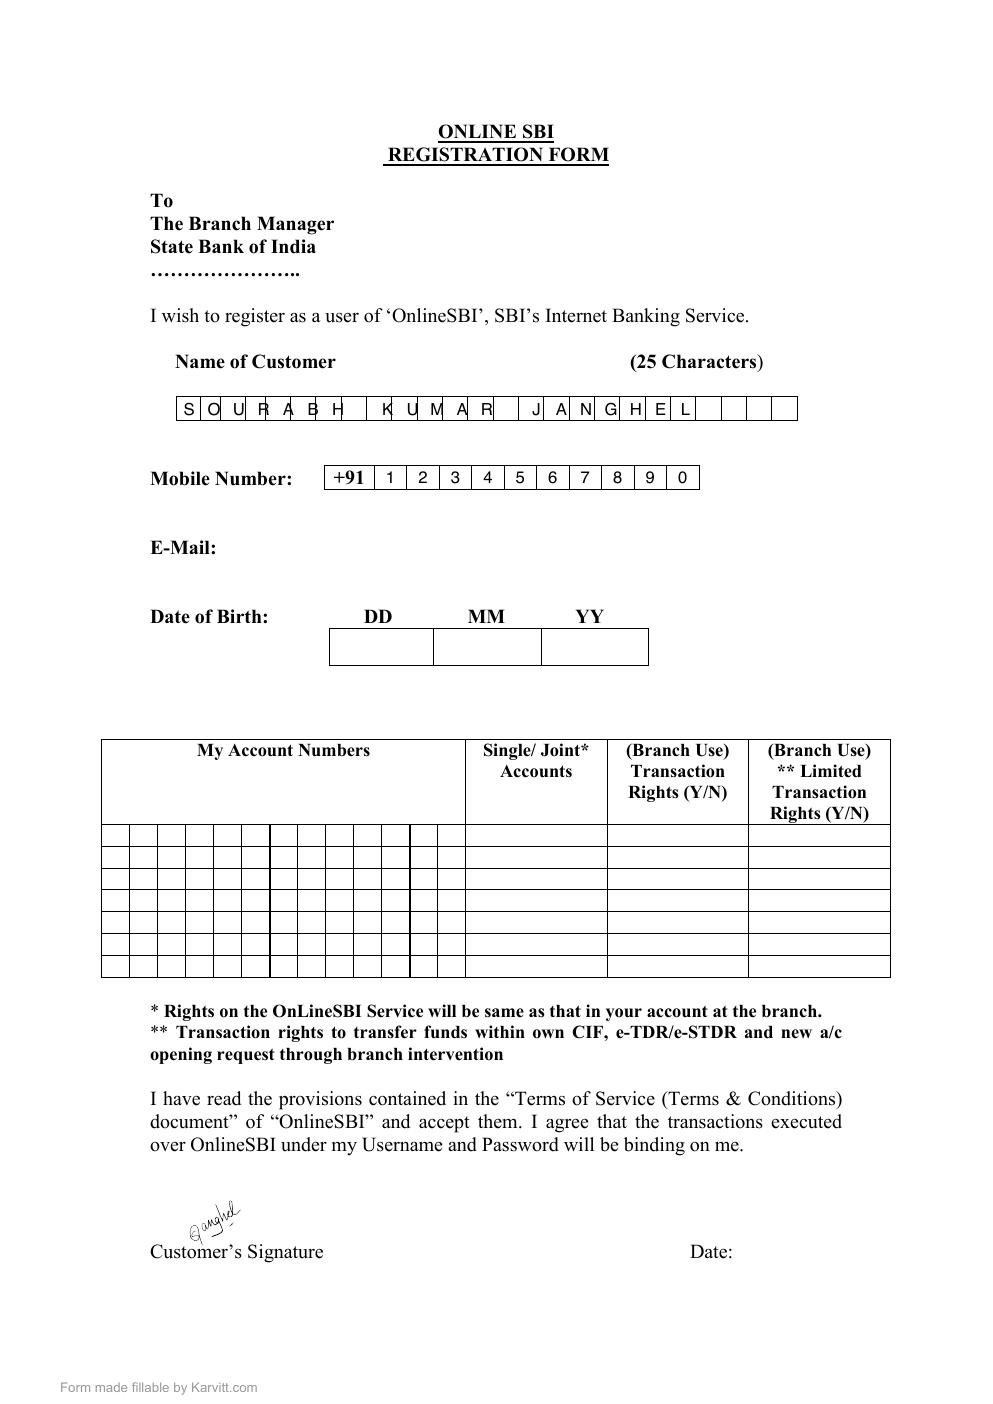 ONLINE SBI
REGISTRATION FORM
To
The Branch Manager
State Bank of India
…………………..
I wish to register as a user of ‘OnlineSBI’, SBI’s Internet Banking Service.
Name of Customer (25 Characters)
SOURABH KUMAR JANGHEL
Mobile Number: +91 1 2 3 4 5 6 7 8 9 0
E-Mail:
Date of Birth: DD MM YY
My Account Numbers Single/ Joint* (Branch Use) (Branch Use)
Accounts Transaction ** Limited
Rights (Y/N) Transaction
Rights (Y/N)
* Rights on the OnLineSBI Service will be same as that in your account at the branch.
** Transaction rights to transfer funds within own CIF, e-TDR/e-STDR and new a/c
opening request through branch intervention
I have read the provisions contained in the “Terms of Service (Terms & Conditions)
document” of “OnlineSBI” and accept them. I agree that the transactions executed
over OnlineSBI under my Username and Password will be binding on me.
Janghel
Customer’s Signature Date:
Form made fillable by Karvitt.com